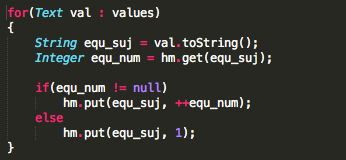 for(Text val : values)
{
    String equ_suj = val.toString();
    Integer equ_num = hm.get(equ_suj);

    if(equ_num != null)
        hm.put(equ_suj, ++equ_num);
    else
        hm.put(equ_suj, 1);
}